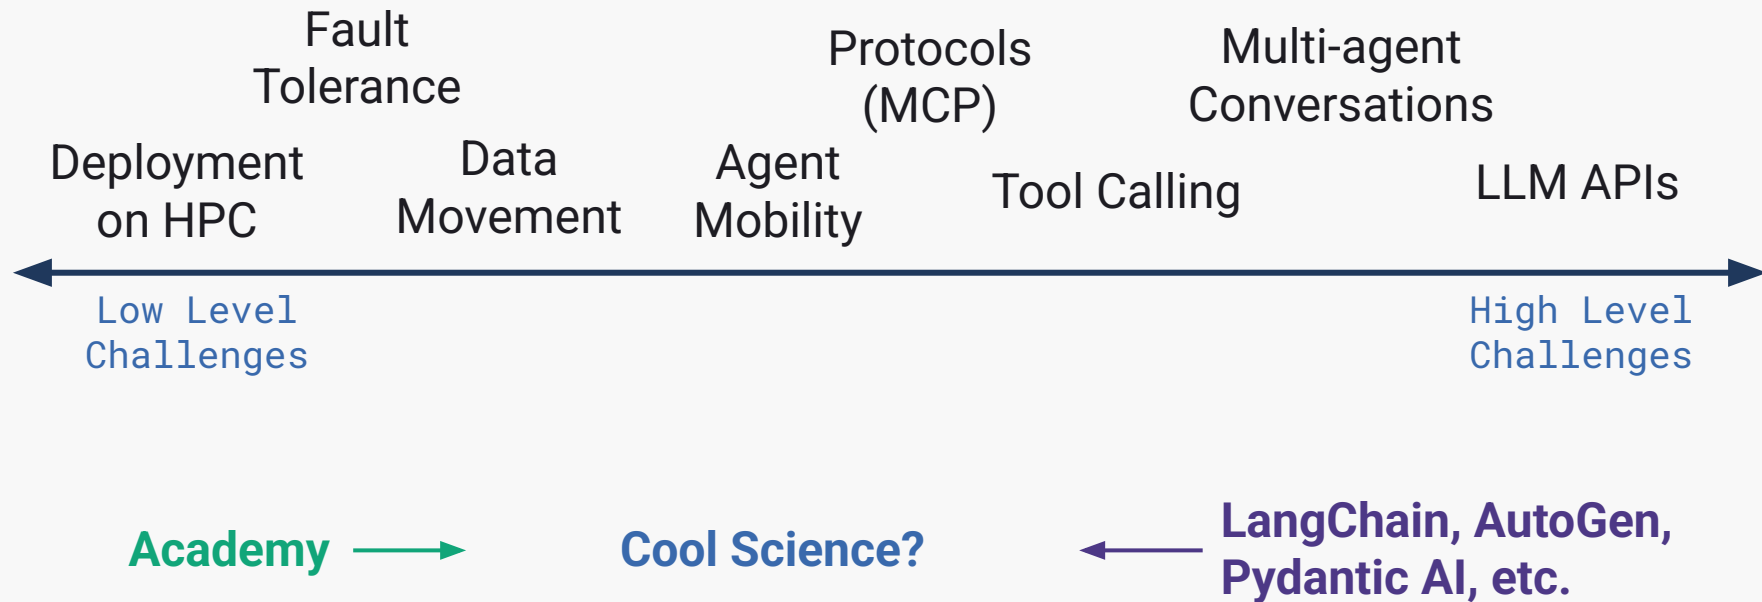 Fault
Tolerance
Protocols
(MCP)
Multi-agent
Conversations
Deployment
on HPC
Data
Movement
Agent
Mobility
Tool Calling
LLM APIs
Low Level
Challenges
High Level
Challenges
Academy
Cool Science?
LangChain, AutoGen,
Pydantic AI, etc.